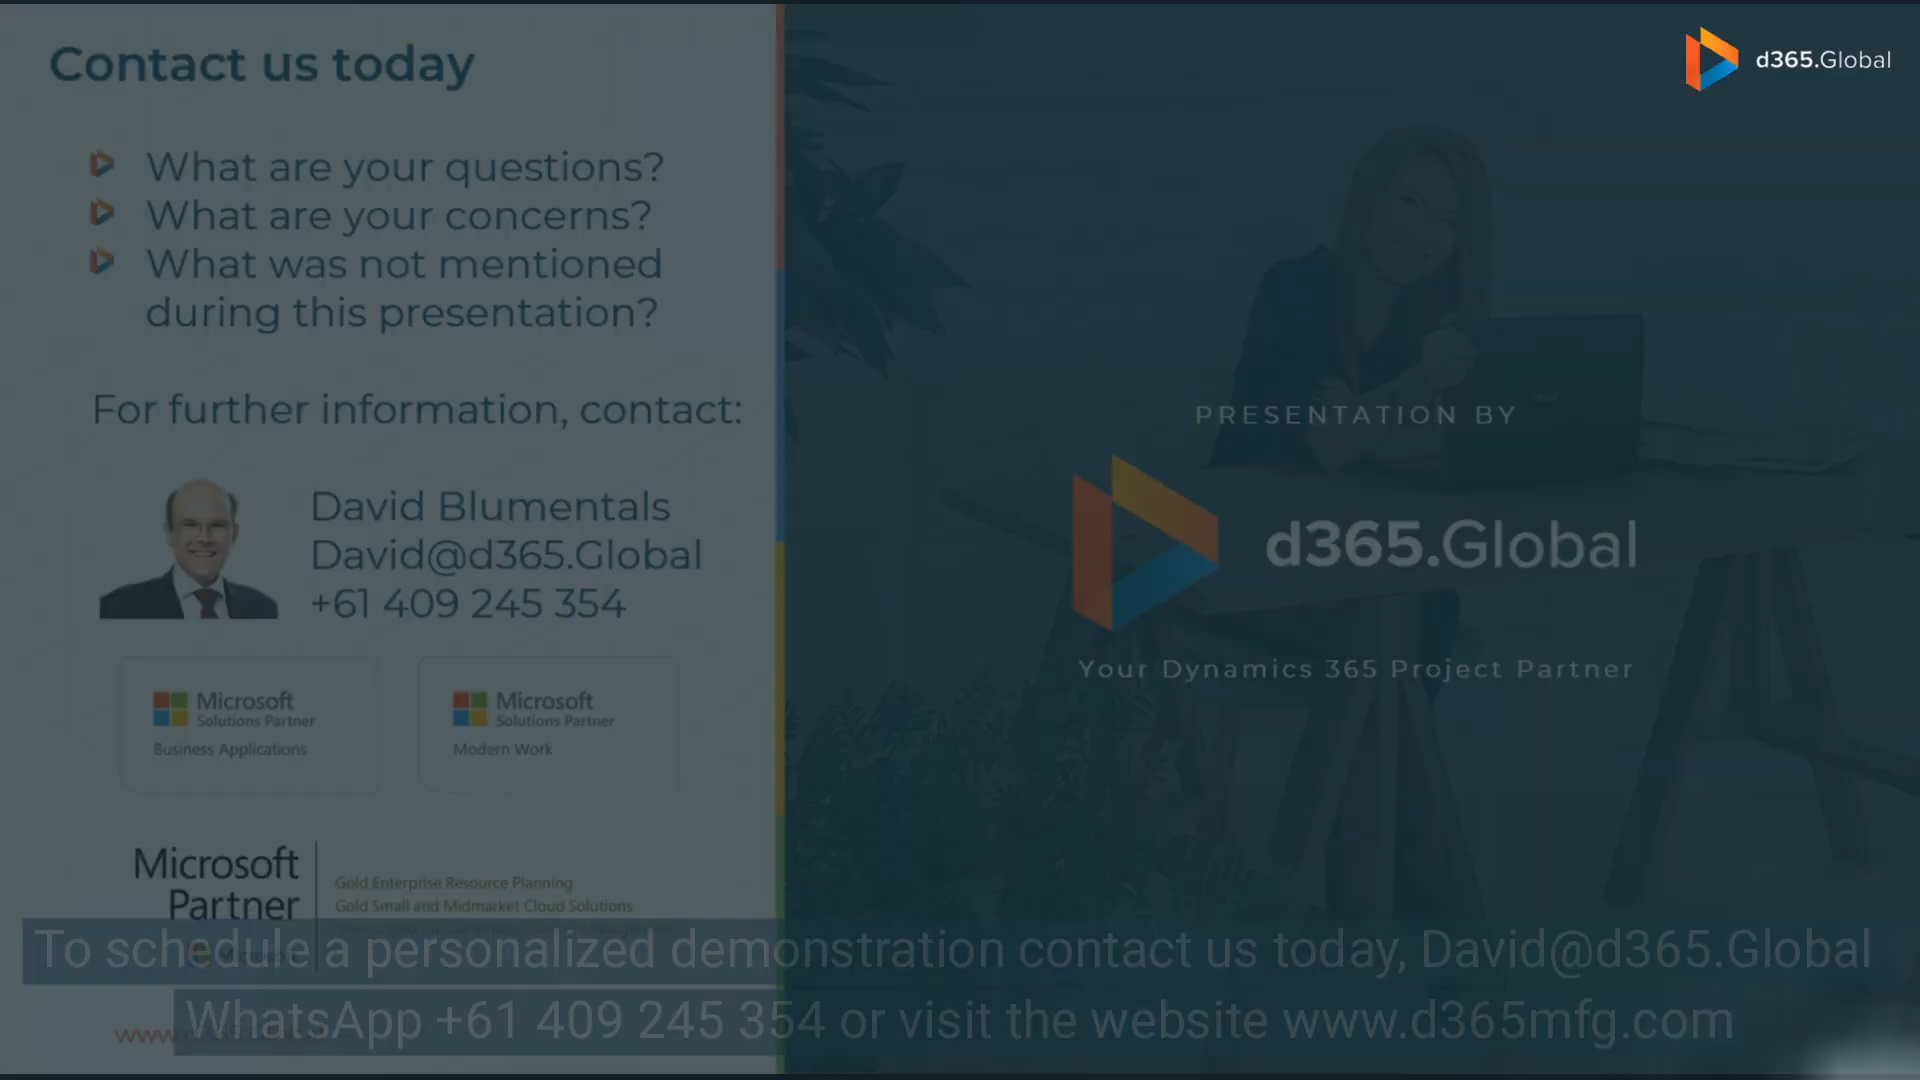 Contact us today
What are your questions?
What are your concerns?
What was not mentioned
during this presentation?
For further information, contact:
David Blumentals
David@d365.Global
+61 409 245 354
Microsoft
Solutions Partner
Business Applications
Microsoft
Solutions Partner
Modern Work
Microsoft
Partner
Gold Enterprise Resource Planning
Gold Small and Midmarket Cloud Solutions
d365.Global
PRESENTATION BY
d365.Global
Your Dynamics 365 Project Partner
To schedule a personalized demonstration contact us today, David@d365.Global
WhatsApp +61 409 245 354 or visit the website www.d365mfg.com